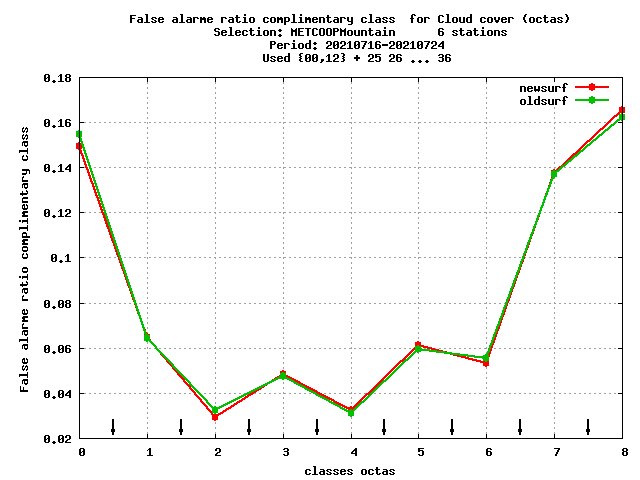 False alarme ratio complimentary class  for Cloud cover (octas)
Selection: METCOOPMountain      6 stations
Period: 20210716-20210724
Used {00,12} + 25 26 ... 36
newsurf
oldsurf
False alarme ratio complimentary class
0.18
0.16
0.14
0.12
0.1
0.08
0.06
0.04
0.02
0 1 2 3 4 5 6 7 8
classes octas